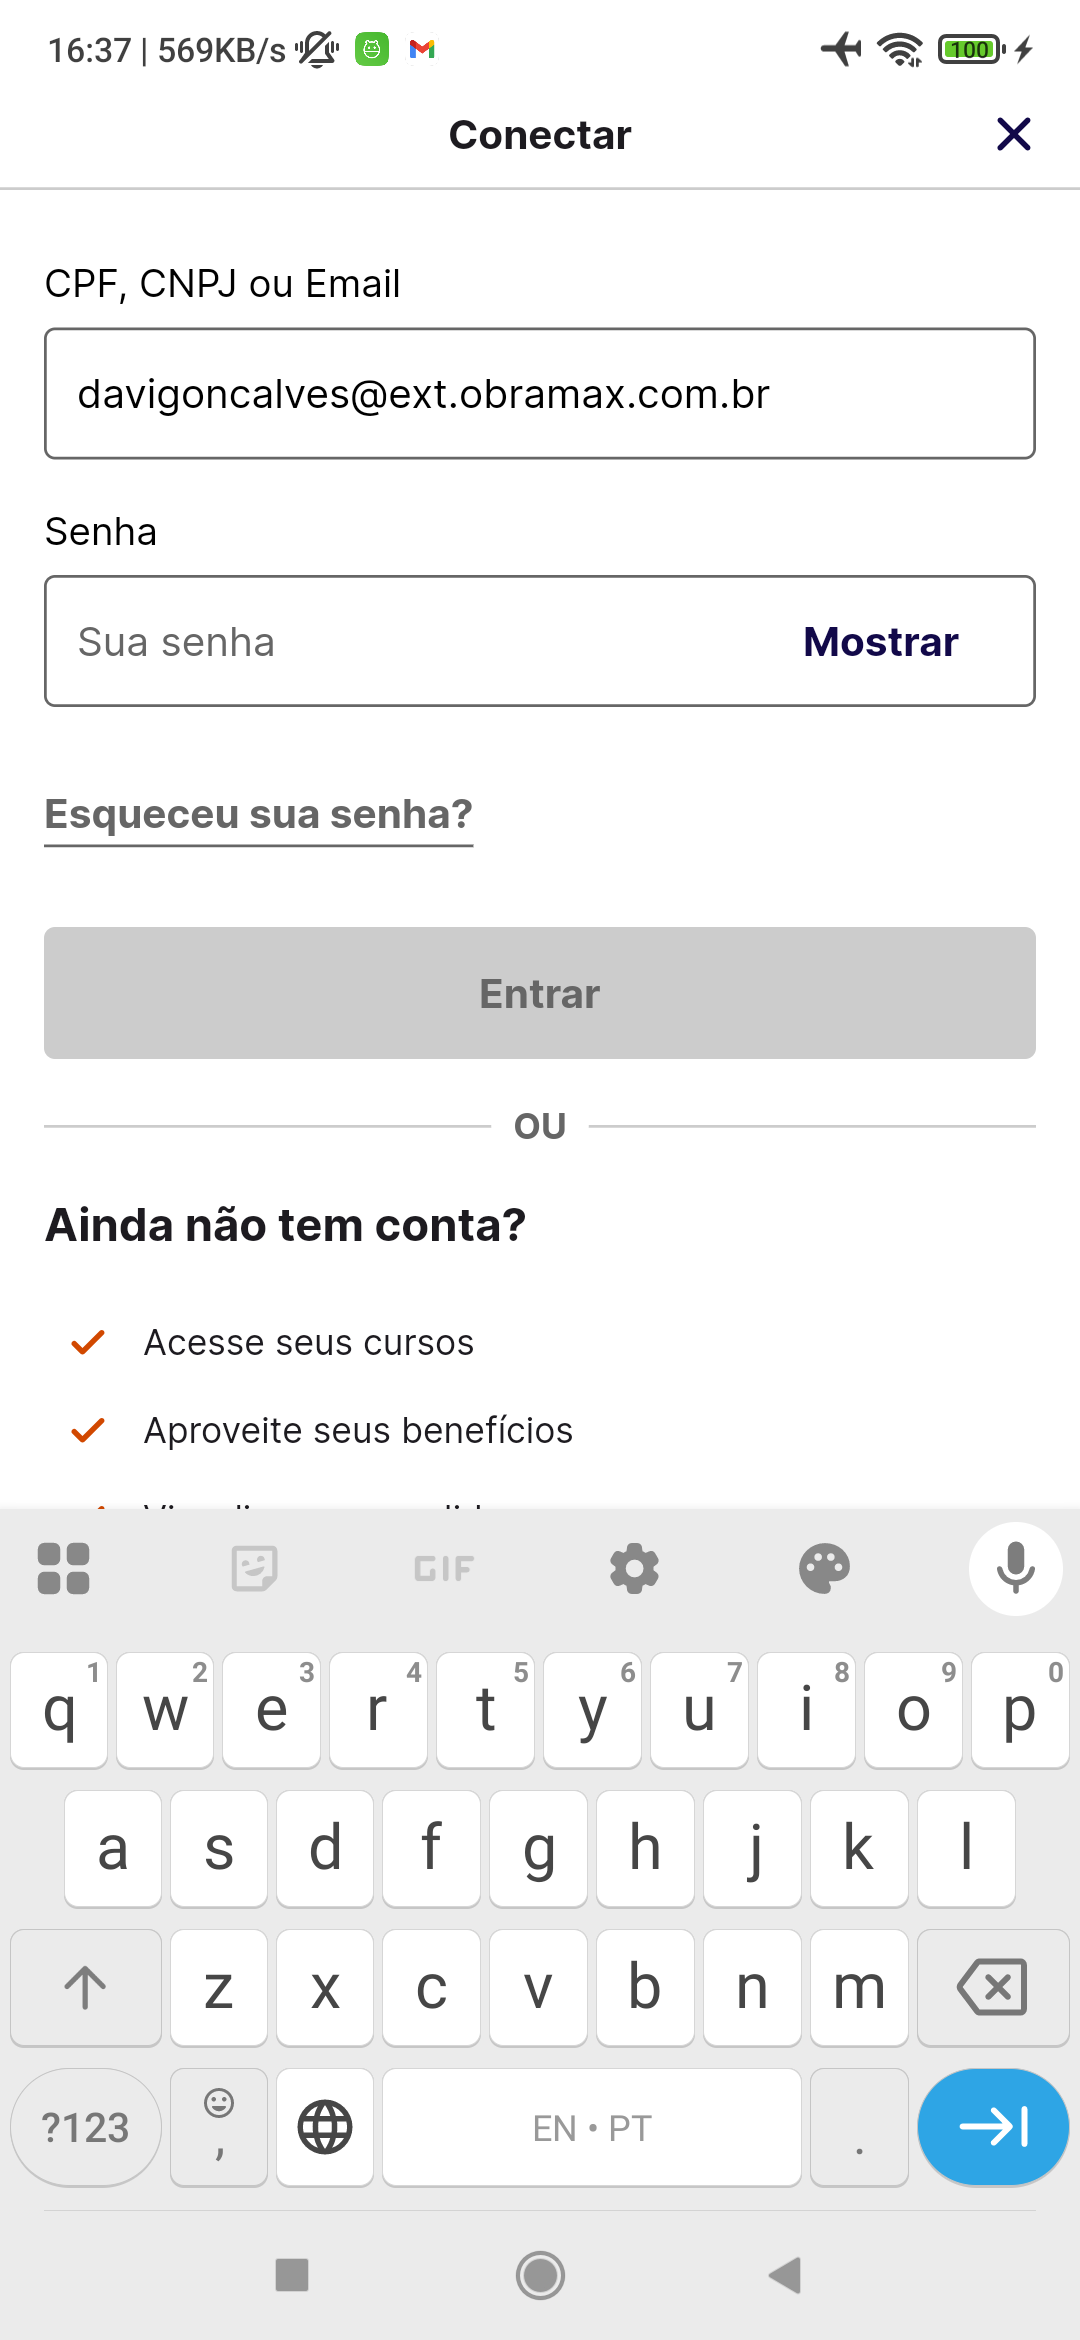 16:37 | 569KB/s
100
Conectar
CPF, CNPJ ou Email
davigoncalves@ext.obramax.com.br
Senha
Sua senha
Mostrar
Esqueceu sua senha?
Entrar
OU
Ainda não tem conta?
Acesse seus cursos
Aproveite seus benefícios
GIF
q 1 w 2 e 3 r 4 t 5 y 6 u 7 i 8 o 9 p 0
a s d f g h j k l
z x c v b n m
?123 , EN • PT .